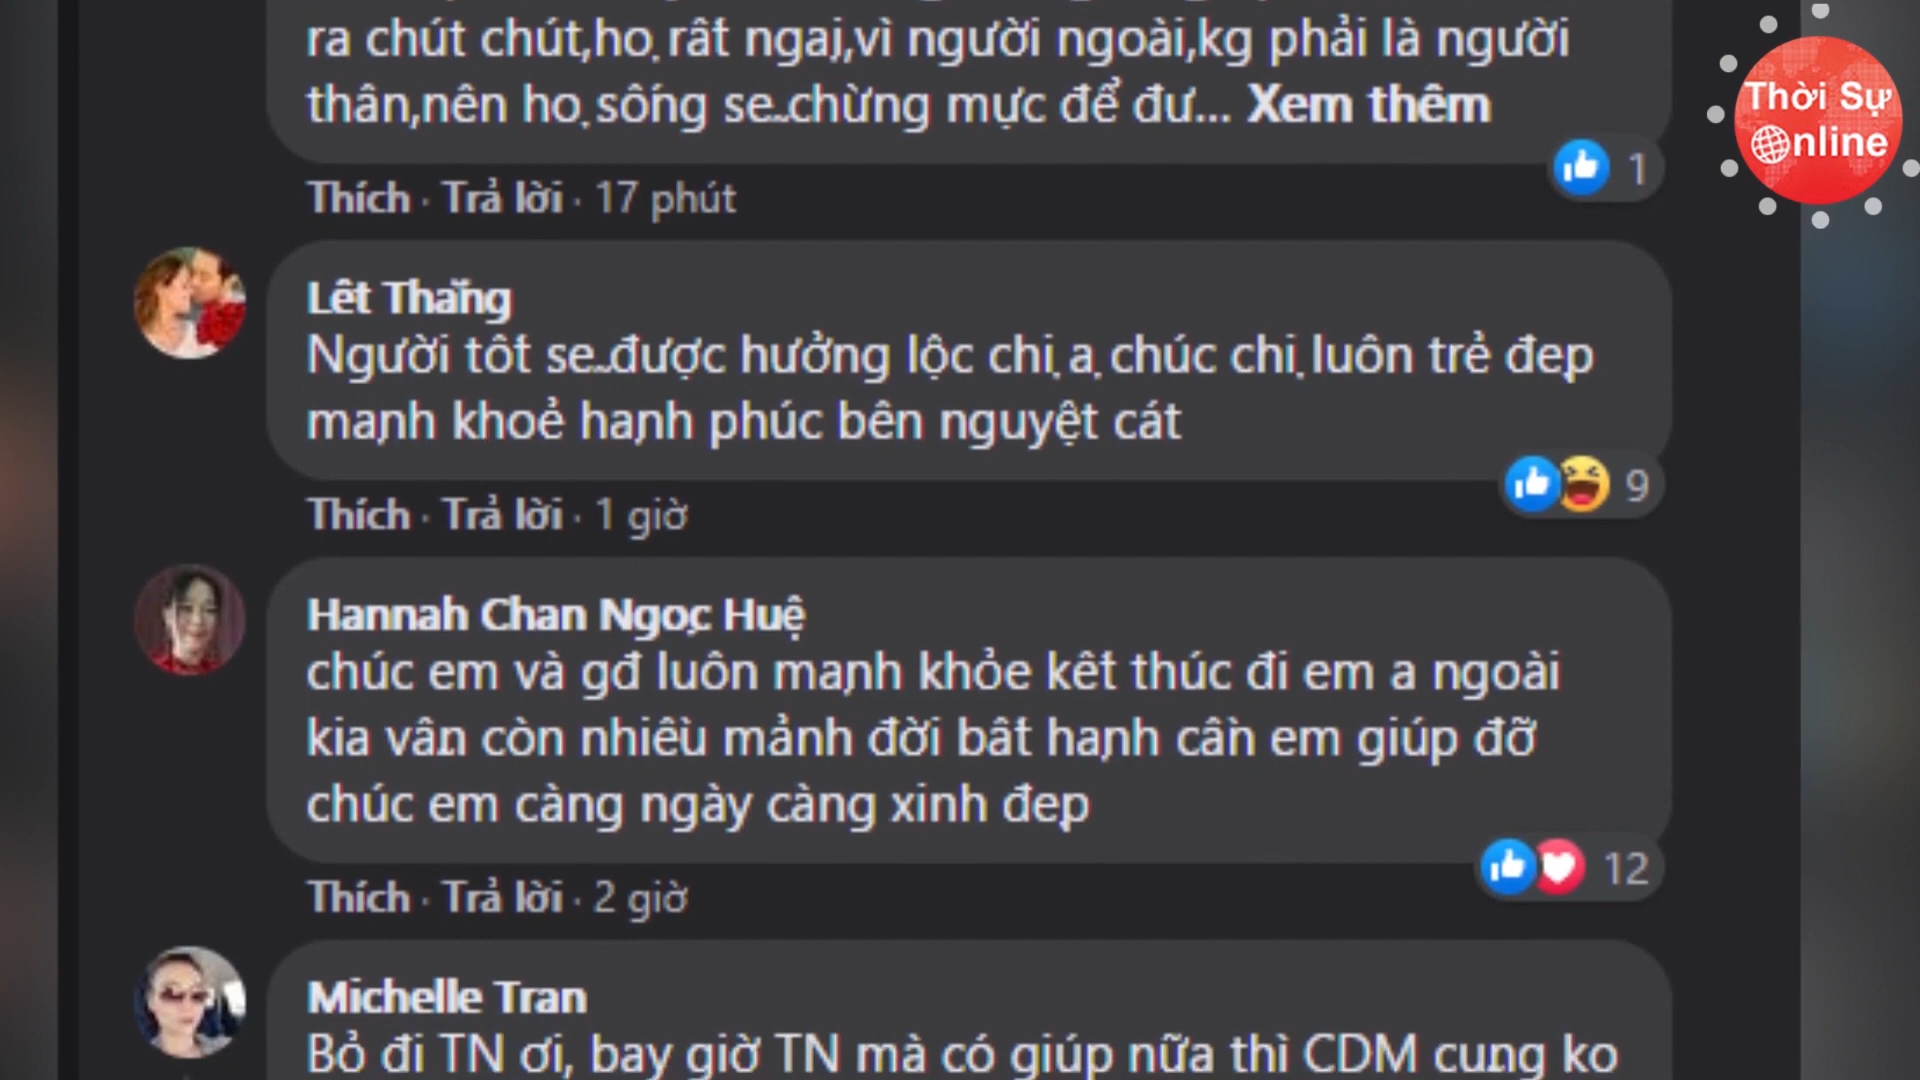 ra chút chút,họ rất ngại,vì người ngoài,kg phải là người
thân,nên họ sống sẽ chừng mực để đư... Xem thêm
1
Thích · Trả lời · 17 phút
Thời Sự
Online
Lết Thắng
Người tốt sẽ được hưởng lộc chị ạ chúc chị luôn trẻ đẹp
mạnh khoẻ hạnh phúc bên nguyệt cát
9
Thích · Trả lời · 1 giờ
Hannah Chan Ngọc Huệ
chúc em và gđ luôn mạnh khỏe kết thúc đi em a ngoài
kia vẫn còn nhiều mảnh đời bất hạnh cần em giúp đỡ
chúc em càng ngày càng xinh đẹp
12
Thích · Trả lời · 2 giờ
Michelle Tran
Bỏ đi TN ơi, bay giờ TN mà có giúp nữa thì CDM cũng ko